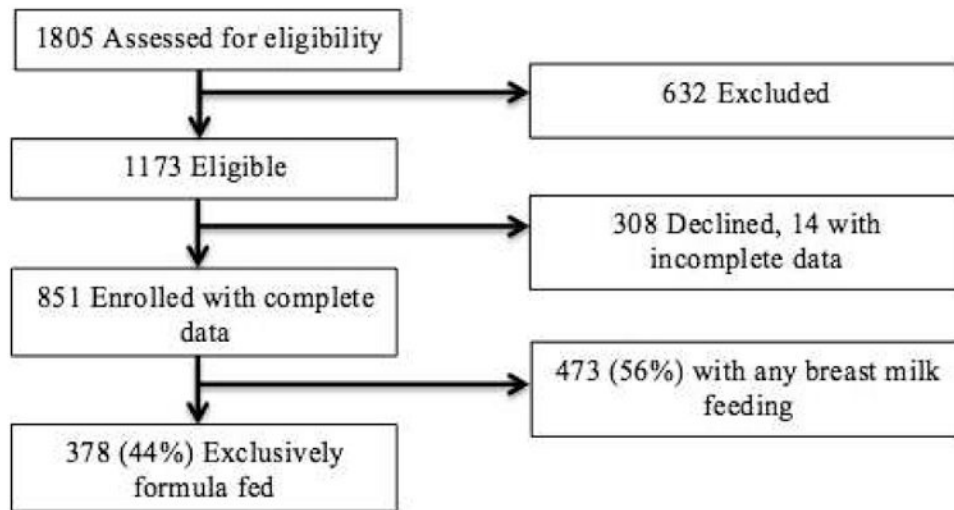 1805 Assessed for eligibility
632 Excluded
1173 Eligible
308 Declined, 14 with
incomplete data
851 Enrolled with complete
data
473 (56%) with any breast milk
feeding
378 (44%) Exclusively
formula fed